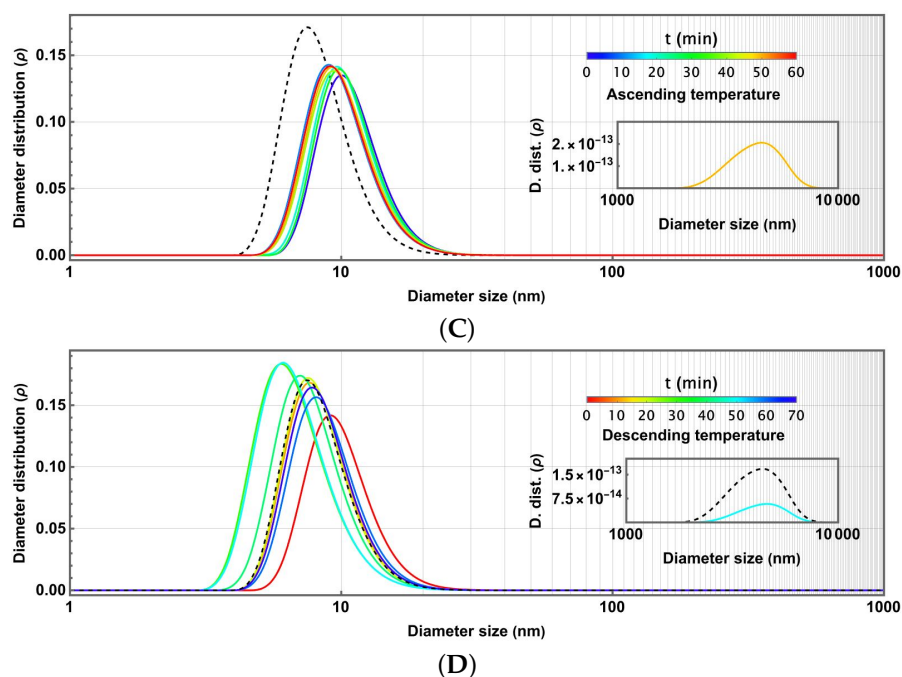 0.15
0.10
0.05
0.00
Diameter distribution (ρ)
1
10
100
1000
Diameter size (nm)
t (min)
0 10 20 30 40 50 60
Ascending temperature
D. dist. (ρ)
2.×10⁻¹³
1.×10⁻¹³
1000
10 000
Diameter size (nm)
(C)
0.15
0.10
0.05
0.00
Diameter distribution (ρ)
1
10
100
1000
Diameter size (nm)
t (min)
0 10 20 30 40 50 60 70
Descending temperature
D. dist. (ρ)
1.5×10⁻¹³
7.5×10⁻¹⁴
1000
10 000
Diameter size (nm)
(D)